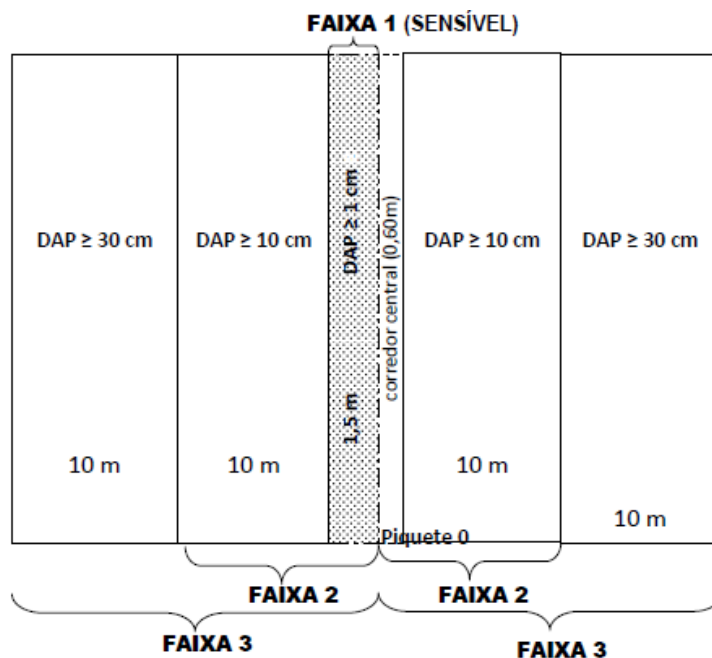 FAIXA 1 (SENSÍVEL)
DAP ≥ 30 cm
DAP ≥ 10 cm
DAP ≥ 1 cm
corredor central (0,60m)
DAP ≥ 10 cm
DAP ≥ 30 cm
10 m
10 m
1,5 m
10 m
10 m
Piquete 0
FAIXA 2
FAIXA 2
FAIXA 3
FAIXA 3